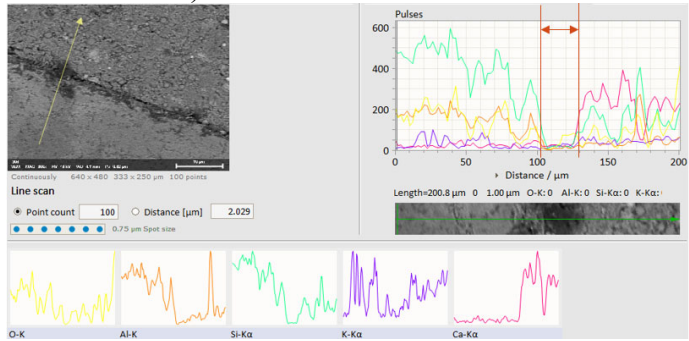 Continuously 640 x 480 333 x 250 µm 100 points
Line scan
Point count 100 Distance [µm] 2.029
0.75 µm Spot size
Pulses
600
400
200
0
0 50 100 150 200
Distance / µm
Length=200.8 µm 0 1.00 µm O-K: 0 Al-K: 0 Si-Kα: 0 K-Kα:
O-K Al-K Si-Kα K-Kα Ca-Kα